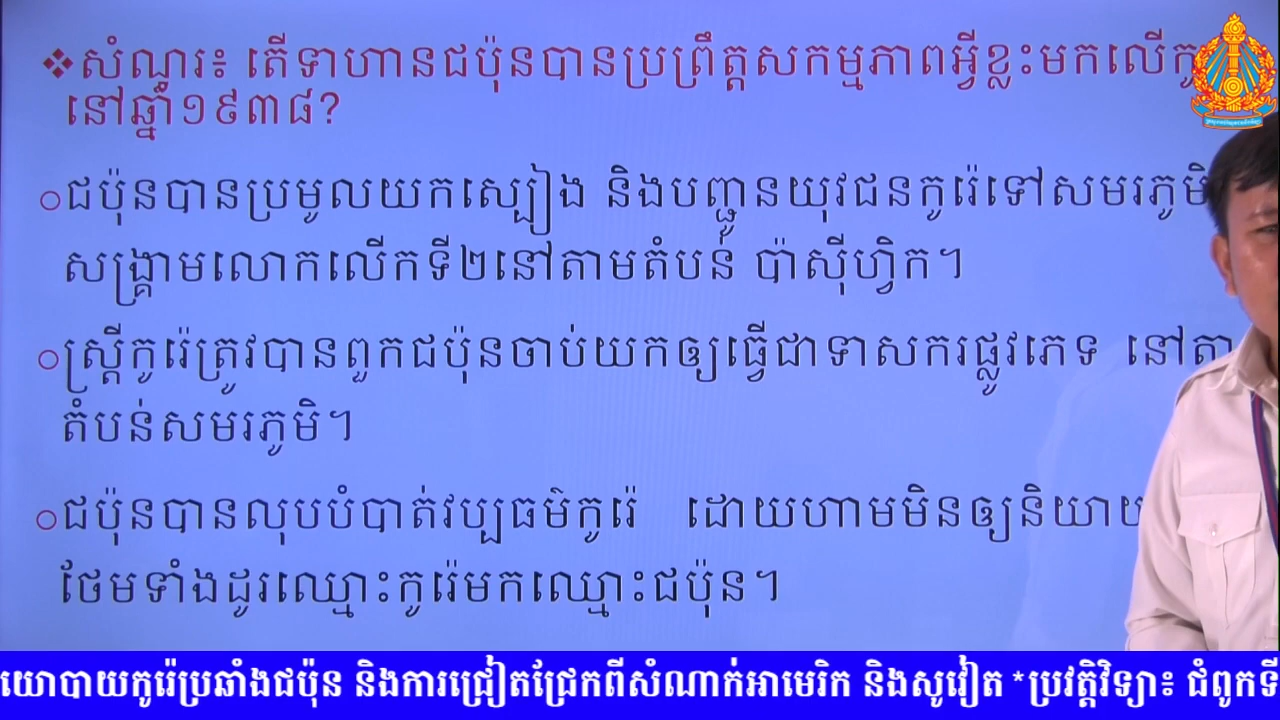 ❖សំណួរ៖ តើទាហានជប៉ុនបានប្រព្រឹត្តសកម្មភាពអ្វីខ្លះមកលើ
នៅឆ្នាំ១៩៣៨?
○ជប៉ុនបានប្រមូលយកស្បៀង និងបញ្ជូនយុវជនកូរ៉េទៅសមរភូមិ
សង្គ្រាមលោកលើកទី២នៅតាមតំបន់ ប៉ាស៊ីហ្វិក។
○ស្ត្រីកូរ៉េត្រូវបានពួកជប៉ុនចាប់យកឲ្យធ្វើជាទាសករផ្លូវភេទ នៅតា
តំបន់សមរភូមិ។
○ជប៉ុនបានលុបបំបាត់វប្បធម៌កូរ៉េ ដោយហាមមិនឲ្យនិយាយ
ថែមទាំងដូរឈ្មោះកូរ៉េមកឈ្មោះជប៉ុន។
យោបាយកូរ៉េប្រឆាំងជប៉ុន និងការជ្រៀតជ្រែកពីសំណាក់អាមេរិក និងសូវៀត *ប្រវត្តិវិទ្យា៖ ជំពូកទី